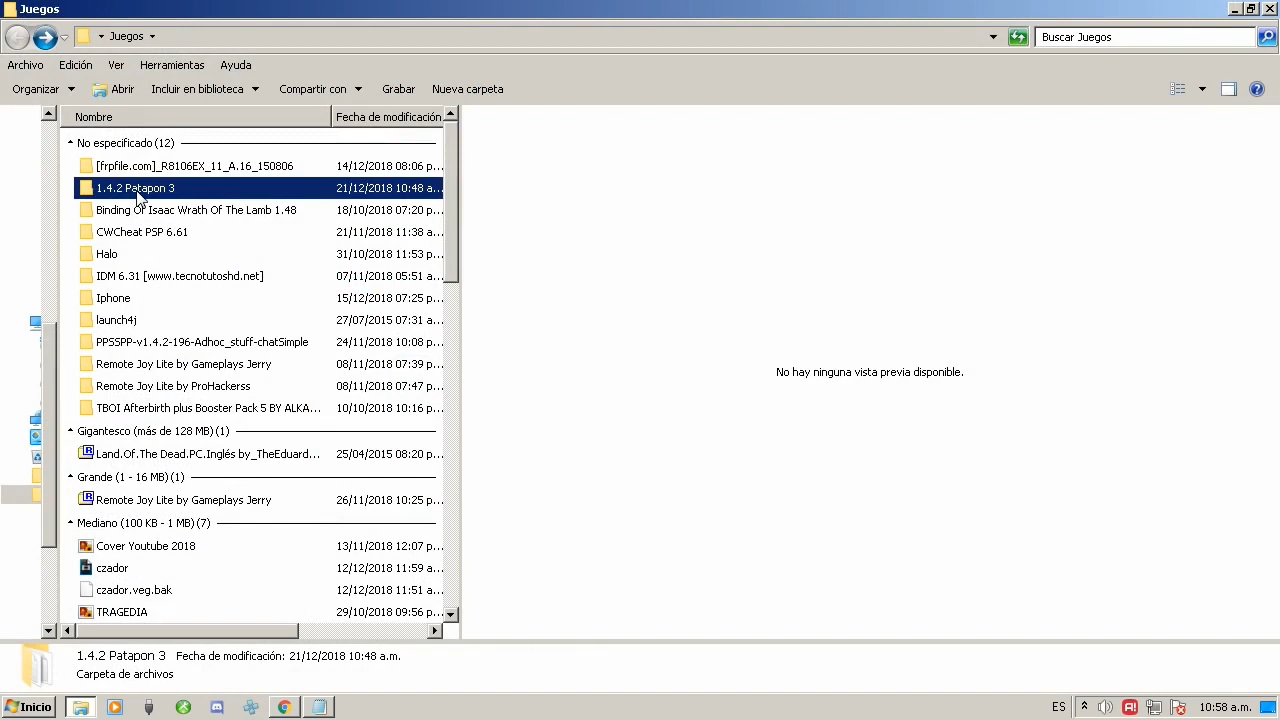 Juegos
Juegos
Buscar Juegos
Archivo Edición Ver Herramientas Ayuda
Organizar Abrir Incluir en biblioteca Compartir con Grabar Nueva carpeta
Nombre Fecha de modificación
No especificado (12)
[frpfile.com]_R8106EX_11_A.16_150806 14/12/2018 08:06 p...
1.4.2 Patapon 3 21/12/2018 10:48 a...
Binding Of Isaac Wrath Of The Lamb 1.48 18/10/2018 07:20 p...
CWCheat PSP 6.61 21/11/2018 11:38 a...
Halo 31/10/2018 11:53 p...
IDM 6.31 [www.tecnotutoshd.net] 07/11/2018 05:51 a...
Iphone 15/12/2018 07:25 p...
launch4j 27/07/2015 07:31 a...
PPSSPP-v1.4.2-196-Adhoc_stuff-chatSimple 24/11/2018 10:08 p...
Remote Joy Lite by Gameplays Jerry 08/11/2018 07:39 p...
Remote Joy Lite by ProHackerss 08/11/2018 07:47 p...
TBOI Afterbirth plus Booster Pack 5 BY ALKA... 10/10/2018 10:16 p...
Gigantesco (más de 128 MB) (1)
Land.Of.The Dead.PC.Inglés by_TheEduard... 25/04/2015 08:20 p...
Grande (1 - 16 MB) (1)
Remote Joy Lite by Gameplays Jerry 26/11/2018 10:25 p...
Mediano (100 KB - 1 MB) (7)
Cover Youtube 2018 13/11/2018 12:07 p...
czador 12/12/2018 11:59 a...
czador.veg.bak 12/12/2018 11:51 a...
TRAGEDIA 29/10/2018 09:56 p...
No hay ninguna vista previa disponible.
1.4.2 Patapon 3 Fecha de modificación: 21/12/2018 10:48 a.m.
Carpeta de archivos
Inicio ES 10:58 a.m.